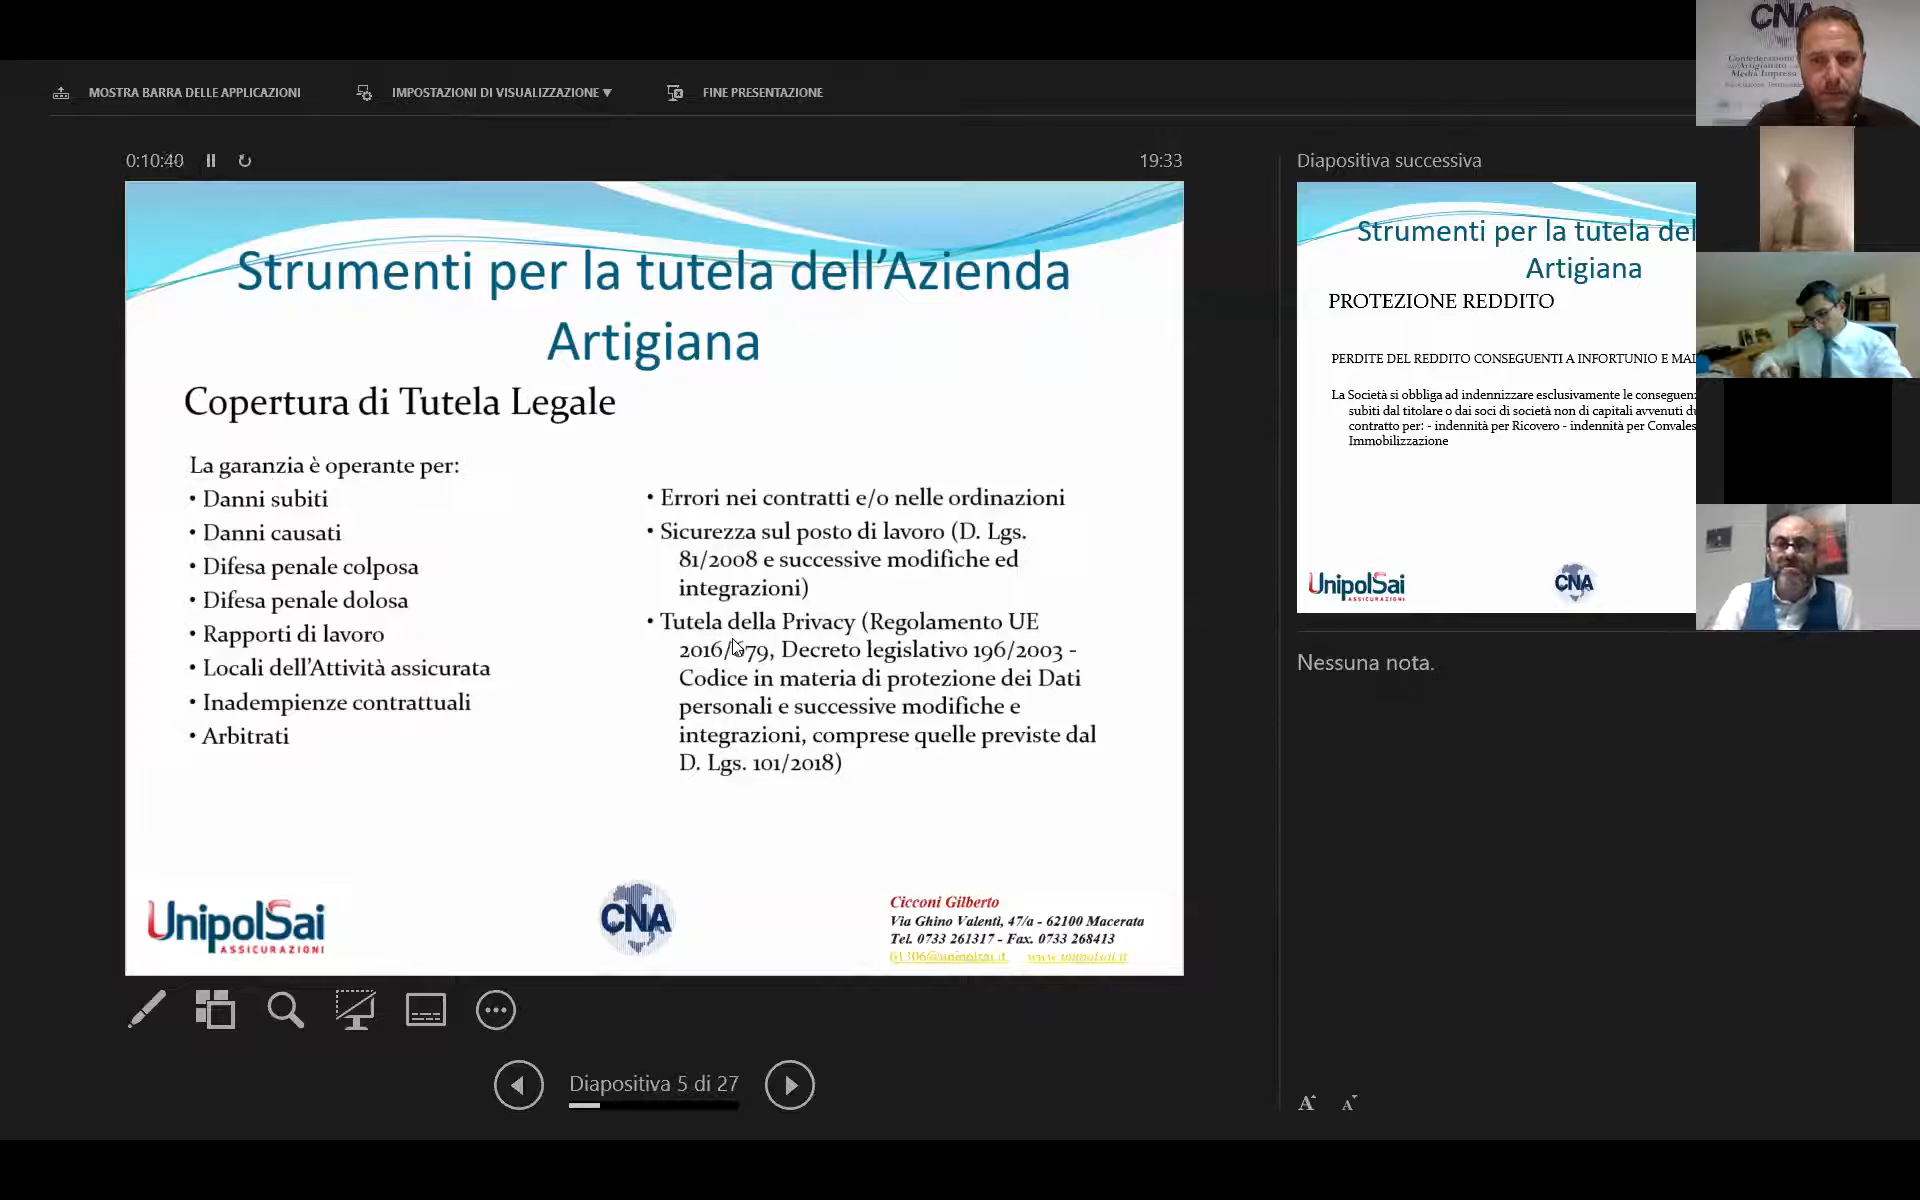 MOSTRA BARRA DELLE APPLICAZIONI
IMPOSTAZIONI DI VISUALIZZAZIONE ▼
FINE PRESENTAZIONE
0:10:40
19:33
Strumenti per la tutela dell'Azienda
Artigiana
Copertura di Tutela Legale
La garanzia è operante per:
• Danni subiti
• Danni causati
• Difesa penale colposa
• Difesa penale dolosa
• Rapporti di lavoro
• Locali dell'Attività assicurata
• Inadempienze contrattuali
• Arbitrati
• Errori nei contratti e/o nelle ordinazioni
• Sicurezza sul posto di lavoro (D. Lgs.
81/2008 e successive modifiche ed
integrazioni)
• Tutela della Privacy (Regolamento UE
2016/679, Decreto legislativo 196/2003 -
Codice in materia di protezione dei Dati
personali e successive modifiche e
integrazioni, comprese quelle previste dal
D. Lgs. 101/2018)
UnipolSai
ASSICURAZIONI
CNA
Cicconi Gilberto
Via Ghino Valenti, 47/a - 62100 Macerata
Tel. 0733 261317 - Fax. 0733 268413
www.unipolsai.it
Diapositiva 5 di 27
Diapositiva successiva
Strumenti per la tutela del
Artigiana
PROTEZIONE REDDITO
PERDITE DEL REDDITO CONSEGUENTI A INFORTUNIO E
La Società si obbliga ad indennizzare esclusivamente le
subiti dal titolare o dai soci di società non di capitali avvenuti
contratto per: - indennità per Ricovero - indennità per
Immobilizzazione
UnipolSai
ASSICURAZIONI
CNA
Nessuna nota.
A A
CNA
Confederazione
Media Impresa